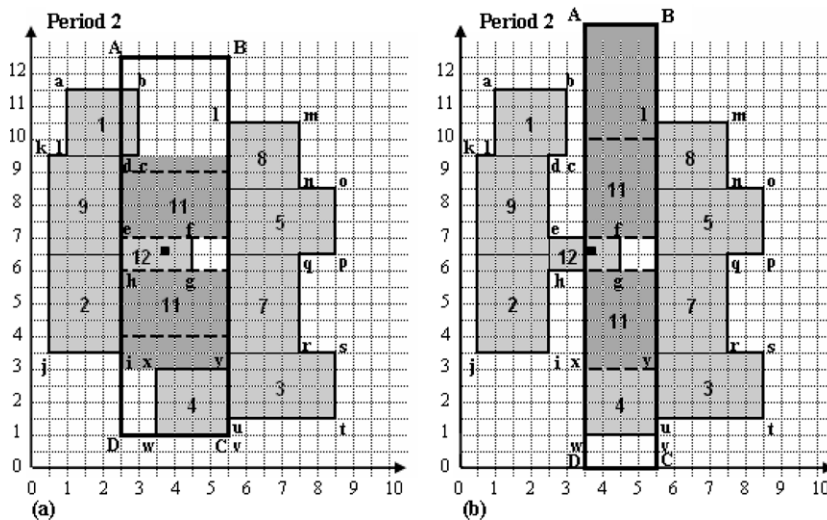 Period 2
A B
12
a b
11
l m
10
1
k l
8
9
d c
n o
9 11
8
5
e f
7
12
q p
6
h g
5
11 7
2
4
r s
j i x y
3
3
2
4
1
D w C u t
v
0
0 1 2 3 4 5 6 7 8 9 10
(a)
A B
Period 2
12
a b
11
l m
10
1
k l
8
9
d c
n o
9
11
8
5
e f
7
12
q p
6
h g
5
11 7
2
4
r s
j i x y
3
3
2
4
1
w u t
D C v
0
0 1 2 3 4 5 6 7 8 9 10
(b)